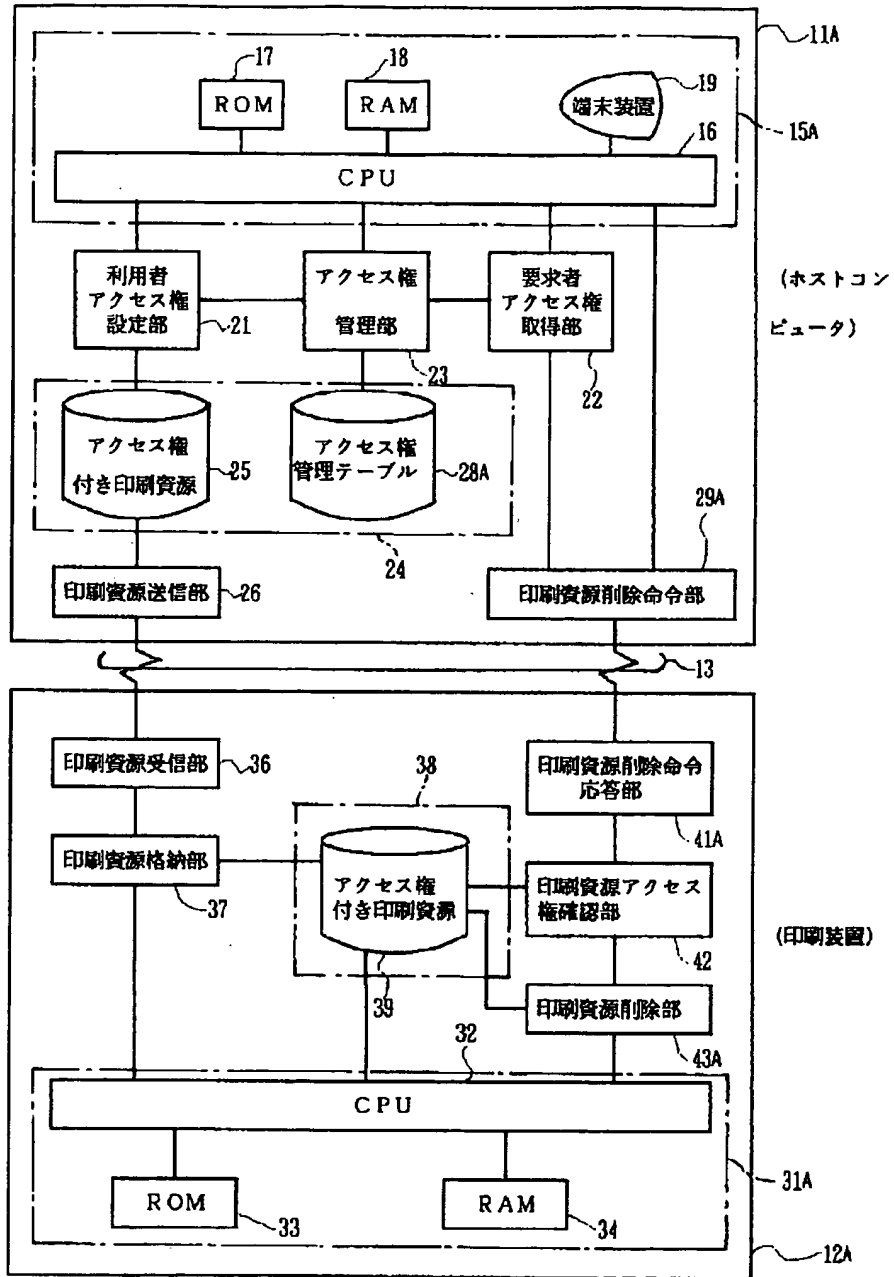 11A
17
18
19
ROM
RAM
端末装置
16
15A
CPU
利用者
アクセス権
設定部
21
アクセス権
管理部
23
要求者
アクセス権
取得部
22
(ホストコン
ピュータ)
アクセス権
付き印刷資源
25
アクセス権
管理テーブル
28A
24
29A
印刷資源送信部
26
印刷資源削除命令部
13
印刷資源受信部
36
印刷資源削除命令
応答部
41A
38
印刷資源格納部
37
アクセス権
付き印刷資源
39
印刷資源アクセス
権確認部
42
(印刷装置)
印刷資源削除部
43A
32
CPU
31A
ROM
33
RAM
34
12A